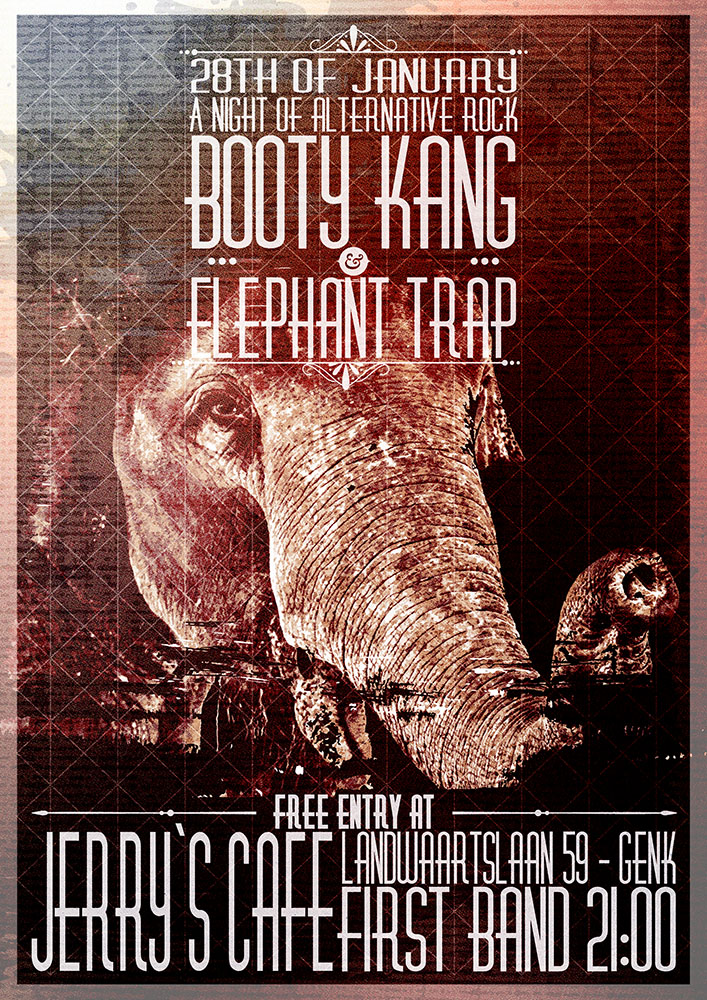 28TH OF JANUARY
A NIGHT OF ALTERNATIVE ROCK
BOOTY KANG
&
ELEPHANT TRAP
FREE ENTRY AT
JERRY`S CAFE
LANDWAARTSLAAN 59 - GENK
FIRST BAND 21:00